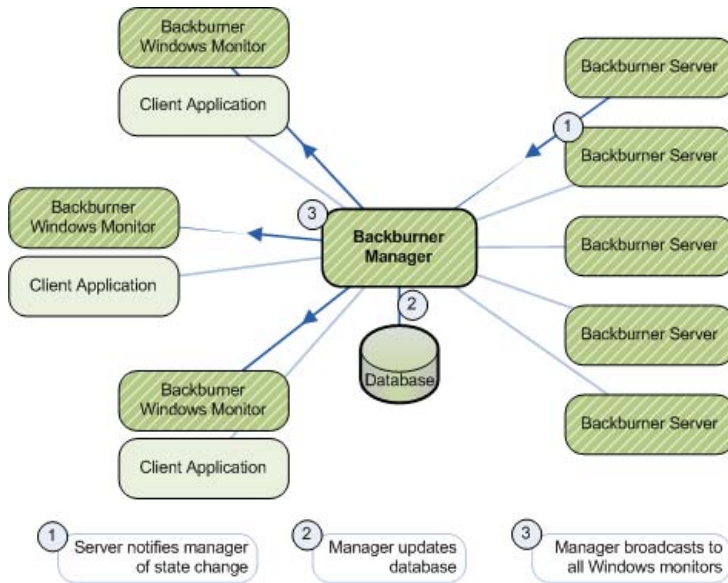 Backburner
Windows Monitor
Client Application
Backburner Server
1
Backburner Server
Backburner
Windows Monitor
Client Application
3
Backburner
Manager
Backburner Server
2
Database
Backburner Server
Backburner
Windows Monitor
Client Application
Backburner Server
1
Server notifies manager
of state change
2
Manager updates
database
3
Manager broadcasts to
all Windows monitors